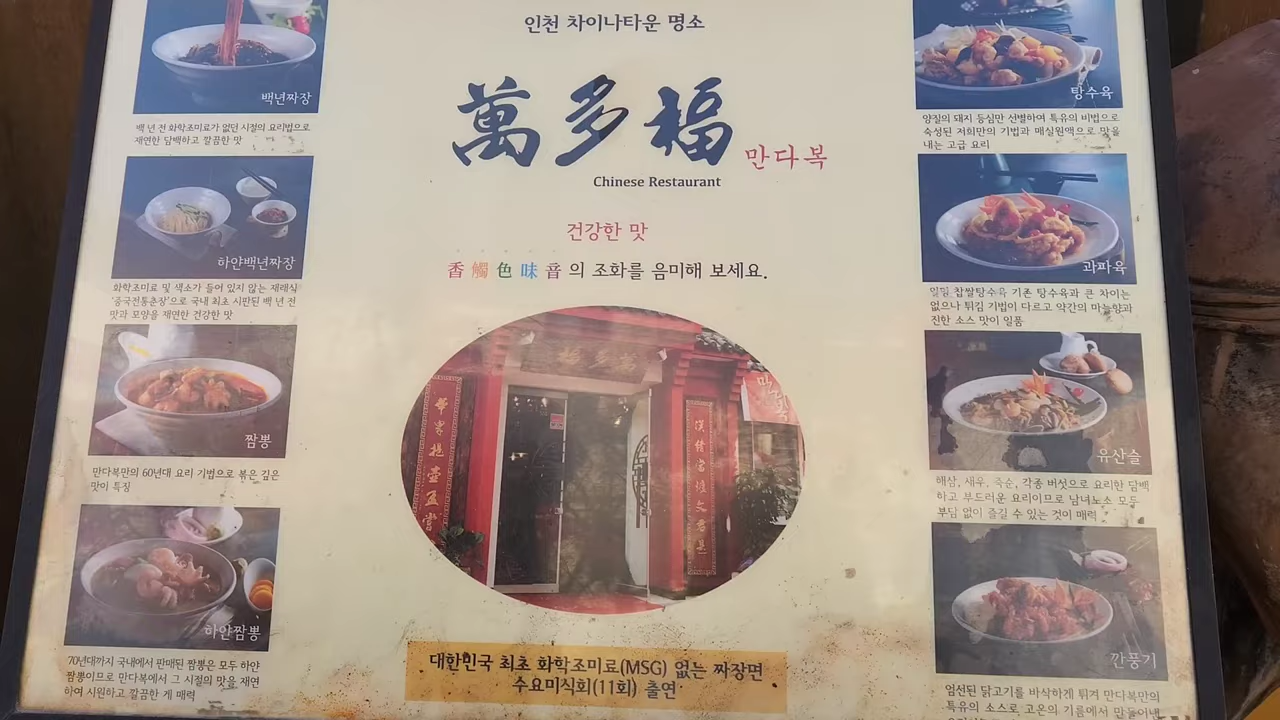 인천 차이나타운 명소
萬多福
만다복
Chinese Restaurant
건강한 맛
香觸色味音의 조화를 음미해 보세요.
백년짜장
백 년 전 화학조미료가 없던 시절의 요리법으로
재연한 담백하고 깔끔한 맛
하얀백년짜장
화학조미료 및 색소가 들어 있지 않는 재래식
'중국전통춘장'으로 국내 최초 시판된 백 년 전
맛과 모양을 재연한 건강한 맛
짬뽕
만다복만의 60년대 요리 기법으로 볶은 깊은
맛이 특징
하얀짬뽕
70년대까지 국내에서 판매된 짬뽕은 모두 하얀
짬뽕이므로 만다복에서 그 시절의 맛을 재연
하여 시원하고 깔끔한 게 매력
탕수육
양질의 돼지 등심만 선별하여 특유의 비법으로
숙성된 저희만의 기법과 매실원액으로 맛을
내는 고급 요리
과파육
일명 찹쌀탕수육 기존 탕수육과 큰 차이는
없으나 튀김 기법이 다르고 약간의 마늘향과
진한 소스 맛이 일품
유산슬
해삼, 새우, 죽순, 각종 버섯으로 요리한 담백
하고 부드러운 요리이므로 남녀노소 모두
부담 없이 즐길 수 있는 것이 매력
깐풍기
엄선된 닭고기를 바삭하게 튀겨 만다복만의
특유의 소스로 고온의 기름에서 만들어낸
福多萬
만다복
대한민국 최초 화학조미료(MSG) 없는 짜장면
수요미식회(11회) 출연